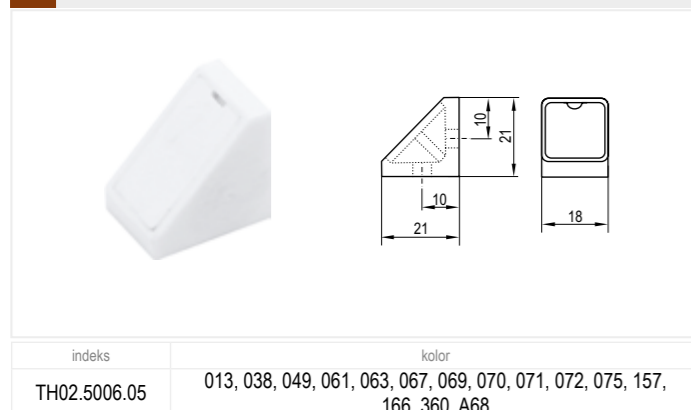 10
21
10
21
18
indeks
kolor
TH02.5006.05
013, 038, 049, 061, 063, 067, 069, 070, 071, 072, 075, 157,
166, 360, A68